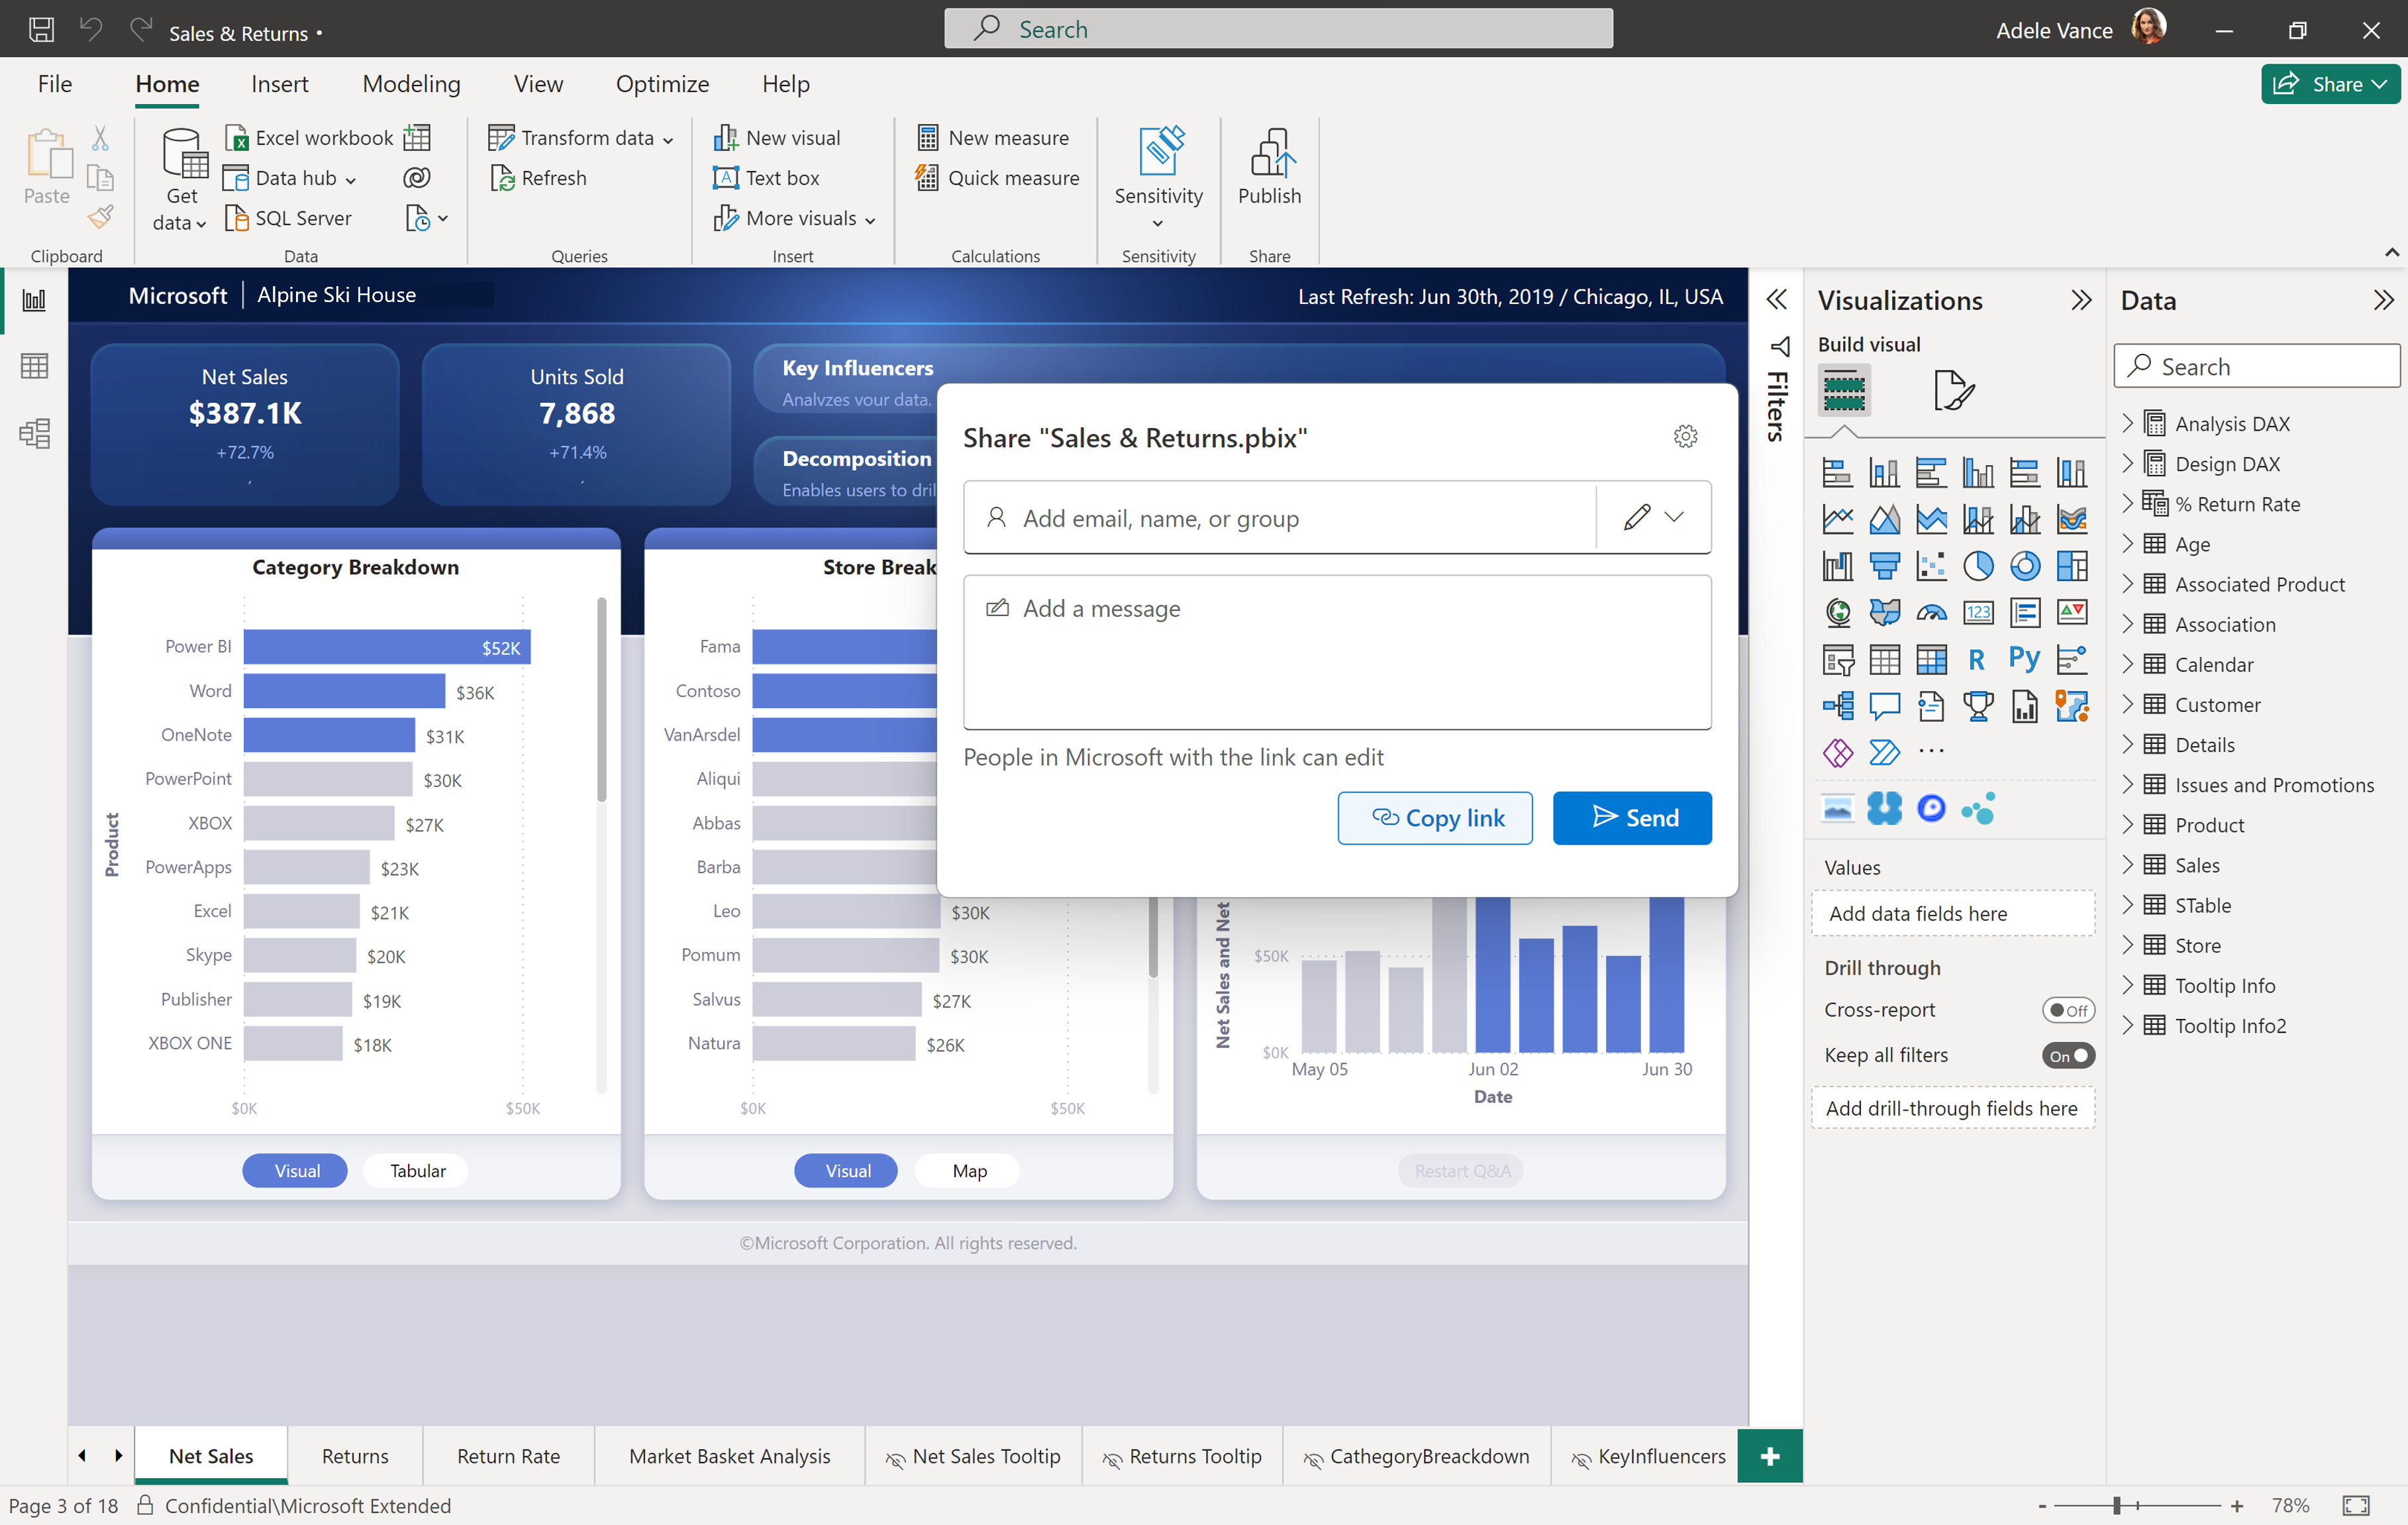 Sales & Returns •
Search
Adele Vance
File
Home
Insert
Modeling
View
Optimize
Help
Share
Paste
Clipboard
Get
data
Excel workbook
Data hub
SQL Server
Data
Transform data
Refresh
Queries
New visual
Text box
More visuals
Insert
New measure
Quick measure
Calculations
Sensitivity
Sensitivity
Publish
Share
Microsoft
Alpine Ski House
Last Refresh: Jun 30th, 2019 / Chicago, IL, USA
Net Sales
$387.1K
+72.7%
Units Sold
7,868
+71.4%
Key Influencers
Analyzes your data.
Decomposition
Enables users to dril
Category Breakdown
Product
Power BI
$52K
Word
$36K
OneNote
$31K
PowerPoint
$30K
XBOX
$27K
PowerApps
$23K
Excel
$21K
Skype
$20K
Publisher
$19K
XBOX ONE
$18K
$0K
$50K
Visual
Tabular
Store Break
Fama
Contoso
VanArsdel
Aliqui
Abbas
Barba
Leo
$30K
Pomum
$30K
Salvus
$27K
Natura
$26K
$0K
$50K
Visual
Map
Share "Sales & Returns.pbix"
Add email, name, or group
Add a message
People in Microsoft with the link can edit
Copy link
Send
Net Sales and Net
$50K
$0K
May 05
Jun 02
Jun 30
Date
Restart Q&A
©Microsoft Corporation. All rights reserved.
Filters
Visualizations
Build visual
123
R
Py
Values
Add data fields here
Drill through
Cross-report
Off
Keep all filters
On
Add drill-through fields here
Data
Search
Analysis DAX
Design DAX
% Return Rate
Age
Associated Product
Association
Calendar
Customer
Details
Issues and Promotions
Product
Sales
STable
Store
Tooltip Info
Tooltip Info2
Net Sales
Returns
Return Rate
Market Basket Analysis
Net Sales Tooltip
Returns Tooltip
CathegoryBreakdown
KeyInfluencers
Page 3 of 18
Confidential\Microsoft Extended
78%